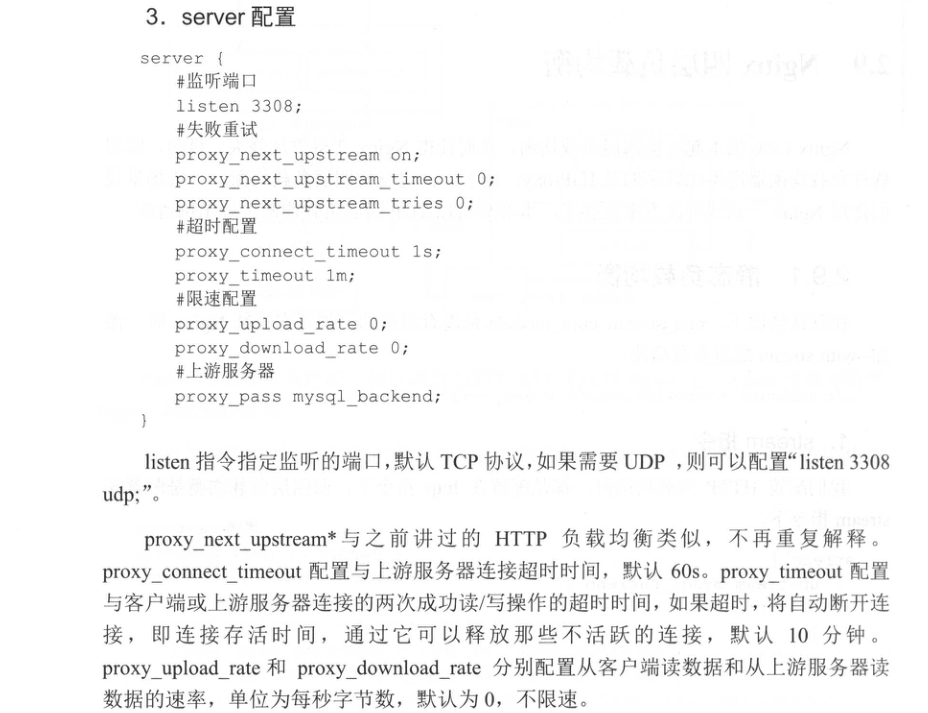 3. server 配置
server {
#监听端口
listen 3308;
#失败重试
proxy_next_upstream on;
proxy_next_upstream_timeout 0;
proxy_next_upstream_tries 0;
#超时配置
proxy_connect_timeout 1s;
proxy_timeout 1m;
#限速配置
proxy_upload_rate 0;
proxy_download_rate 0;
#上游服务器
proxy_pass mysql_backend;
}
listen 指令指定监听的端口，默认 TCP 协议，如果需要 UDP ，则可以配置“listen 3308
udp;”。
proxy_next_upstream*与之前讲过的 HTTP 负载均衡类似，不再重复解释。
proxy_connect_timeout 配置与上游服务器连接超时时间，默认 60s。proxy_timeout 配置
与客户端或上游服务器连接的两次成功读/写操作的超时时间，如果超时，将自动断开连
接，即连接存活时间，通过它可以释放那些不活跃的连接，默认 10 分钟。
proxy_upload_rate 和 proxy_download_rate 分别配置从客户端读数据和从上游服务器读
数据的速率，单位为每秒字节数，默认为 0，不限速。